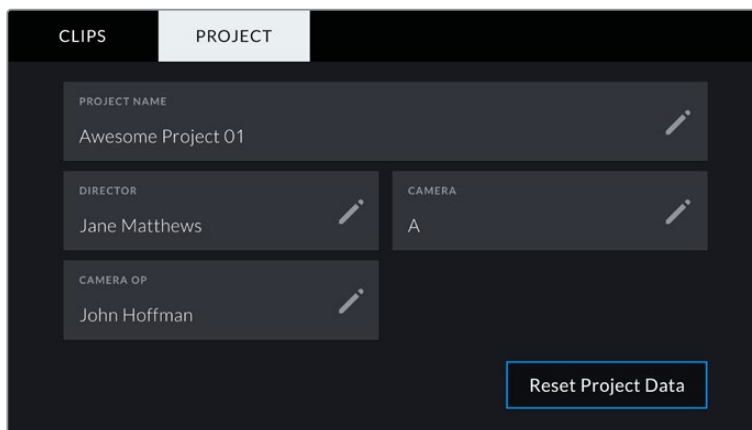 CLIPS PROJECT
PROJECT NAME
Awesome Project 01
DIRECTOR
Jane Matthews
CAMERA
A
CAMERA OP
John Hoffman
Reset Project Data